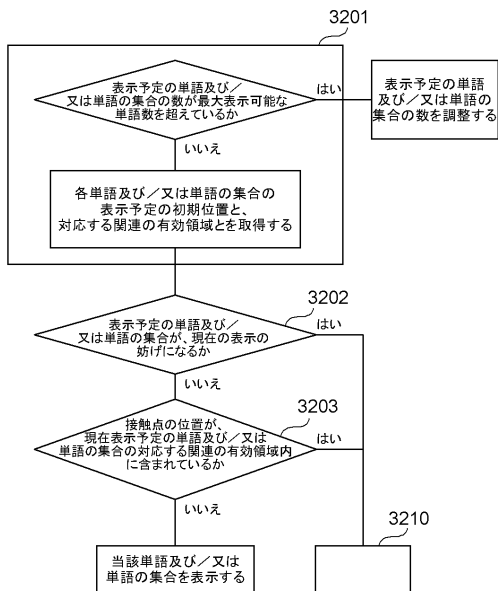 3201
表示予定の単語及び／
又は単語の集合の数が最大表示可能な
単語数を超えているか
はい
表示予定の単語
及び／又は単語の
集合の数を調整する
いいえ
各単語及び／又は単語の集合の
表示予定の初期位置と、
対応する関連の有効領域とを取得する
3202
表示予定の単語及び／
又は単語の集合が、現在の表示の
妨げになるか
はい
いいえ
3203
接触点の位置が、
現在表示予定の単語及び／又は
単語の集合の対応する関連の有効領域内
に含まれているか
はい
いいえ
3210
当該単語及び／又は
単語の集合を表示する